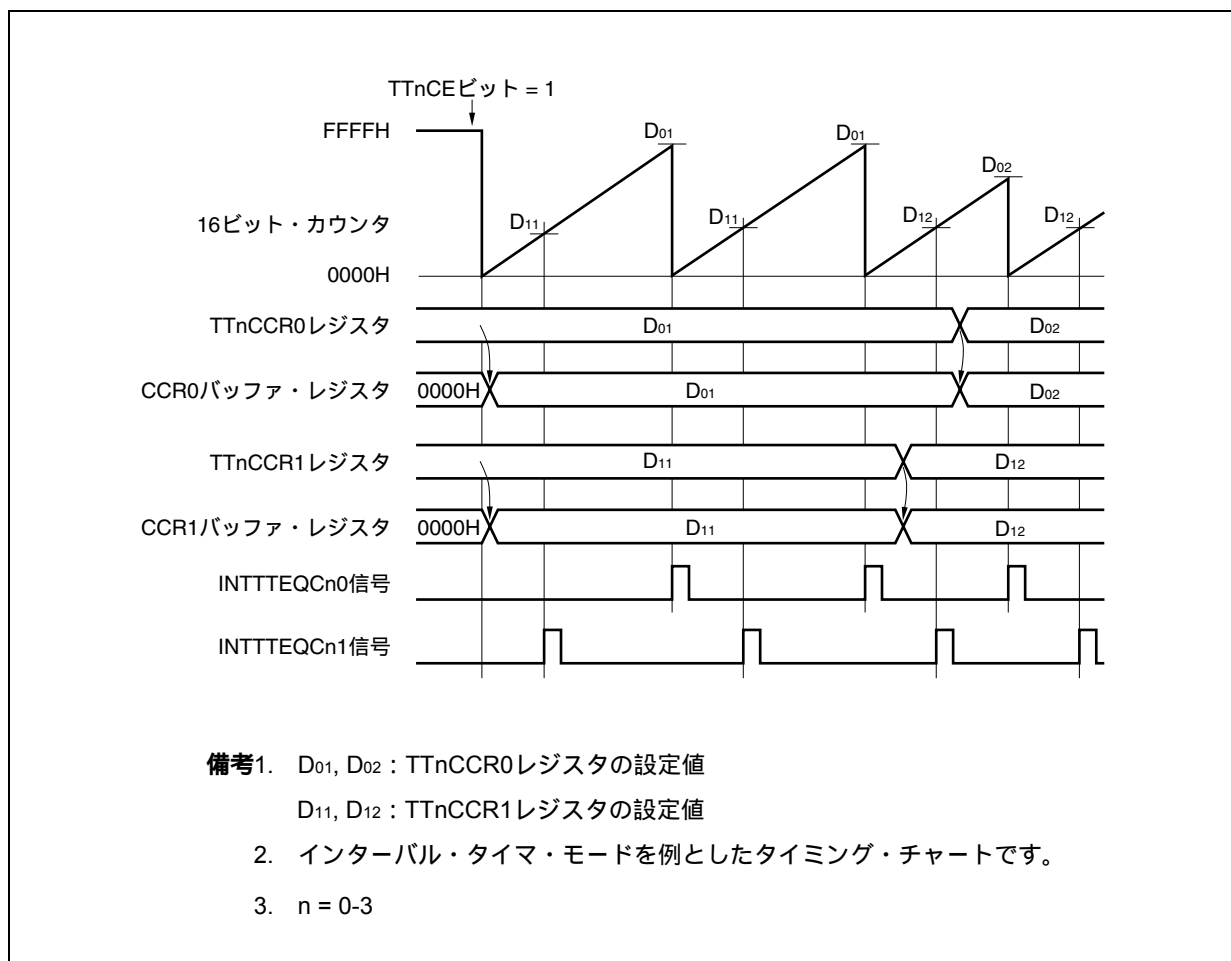 TTnCEビット = 1
FFFFH
D01
D01
D02
16ビット・カウンタ
D11
D11
D12
D12
0000H
TTnCCR0レジスタ
D01
D02
CCR0バッファ・レジスタ
0000H
D01
D02
TTnCCR1レジスタ
D11
D12
CCR1バッファ・レジスタ
0000H
D11
D12
INTTTEQCn0信号
INTTTEQCn1信号
備考1. D01, D02：TTnCCR0レジスタの設定値
D11, D12：TTnCCR1レジスタの設定値
2. インターバル・タイマ・モードを例としたタイミング・チャートです。
3. n = 0-3